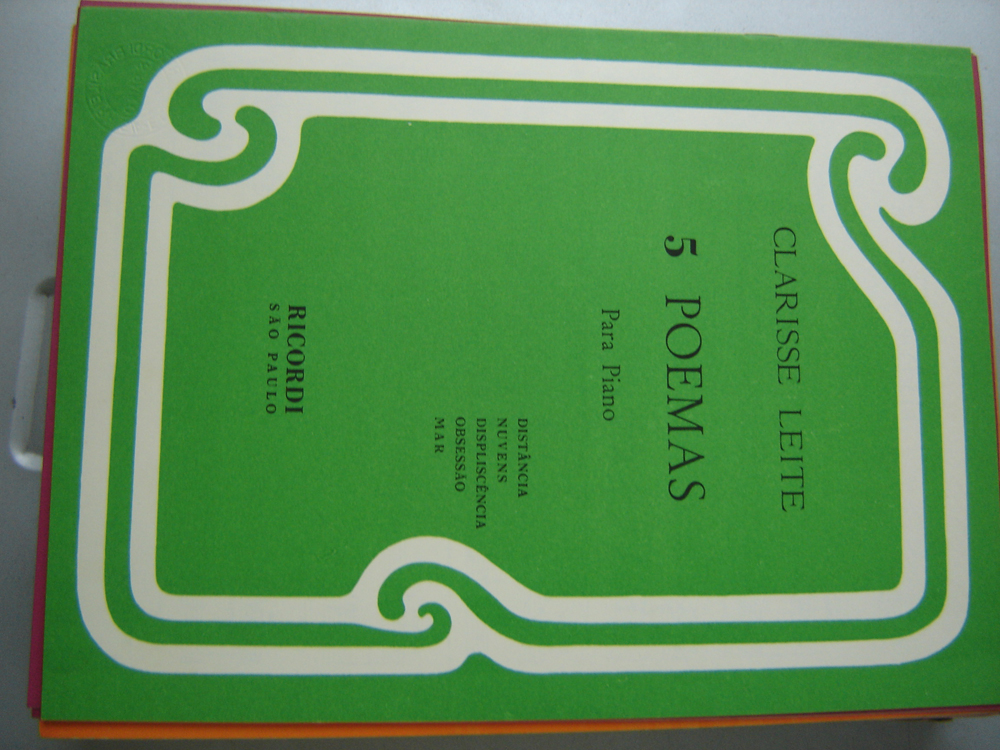 CLARISSE LEITE
5 POEMAS
Para Piano
DISTÂNCIA
NUVENS
DISPLISCÊNCIA
OBSESSÃO
MAR
RICORDI
SÃO PAULO